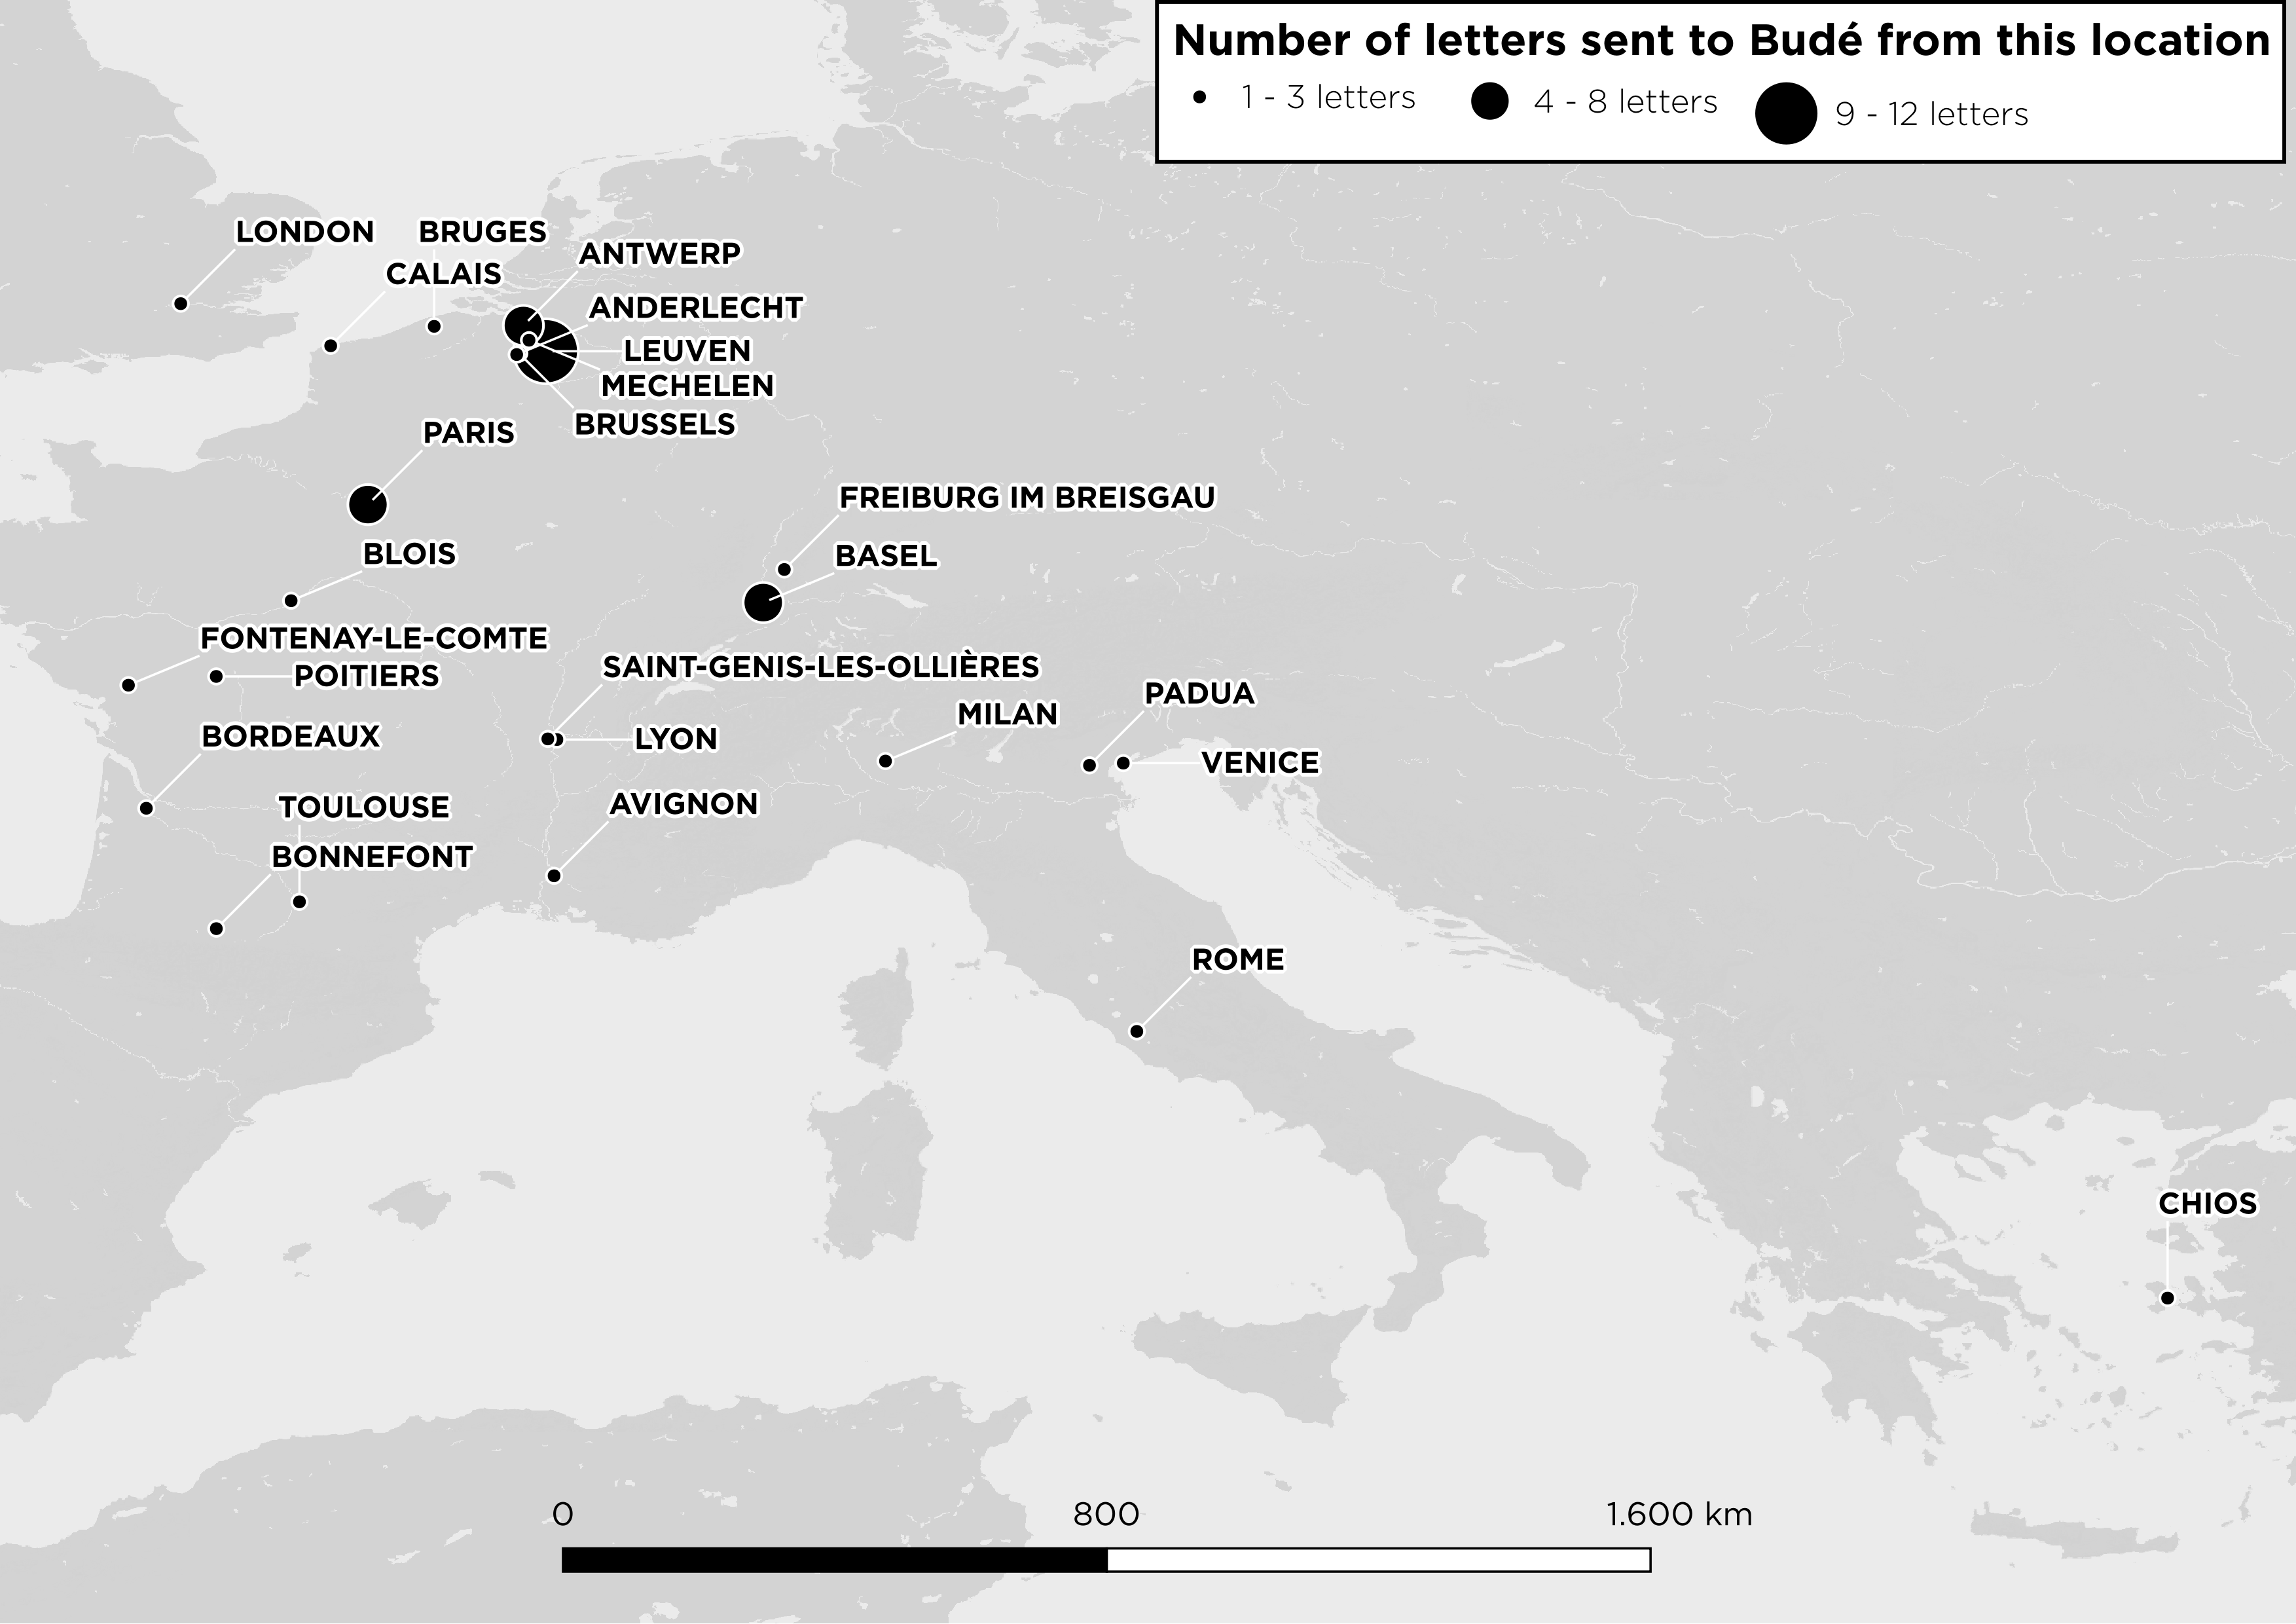 Number of letters sent to Budé from this location
1 - 3 letters
4 - 8 letters
9 - 12 letters
LONDON
BRUGES
CALAIS
ANTWERP
ANDERLECHT
LEUVEN
MECHELEN
BRUSSELS
PARIS
FREIBURG IM BREISGAU
BLOIS
BASEL
FONTENAY-LE-COMTE
POITIERS
SAINT-GENIS-LES-OLLIÈRES
PADUA
MILAN
BORDEAUX
LYON
VENICE
TOULOUSE
AVIGNON
BONNEFONT
ROME
CHIOS
0
800
1.600 km